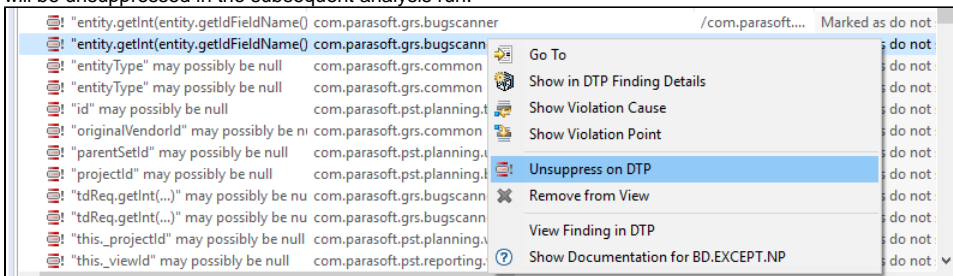 will be unsuppressed in the subsequent analysis run.
"entity.getInt(entity.getIdFieldName() com.parasoft.grs.bugscanner /com.parasoft.... Marked as do not
"entity.getInt(entity.getIdFieldName() com.parasoft.grs.bugscann s do not
Go To
"entityType" may possibly be null com.parasoft.grs.common s do not
"entityType" may possibly be null com.parasoft.grs.common s do not
Show in DTP Finding Details
"id" may possibly be null com.parasoft.pst.planning.t s do not
Show Violation Cause
"originalVendorId" may possibly be nu com.parasoft.grs.common s do not
Show Violation Point
"parentSetId" may possibly be null com.parasoft.pst.planning.u s do not
"projectId" may possibly be null com.parasoft.pst.planning. s do not
Unsuppress on DTP
"tdReq.getInt(...)" may possibly be nu com.parasoft.grs.bugscann s do not
Remove from View
"tdReq.getInt(...)" may possibly be nu com.parasoft.grs.bugscann s do not
"this._projectId" may possibly be null com.parasoft.pst.planning.v s do not
View Finding in DTP
"this._viewId" may possibly be null com.parasoft.pst.reporting. s do not
Show Documentation for BD.EXCEPT.NP